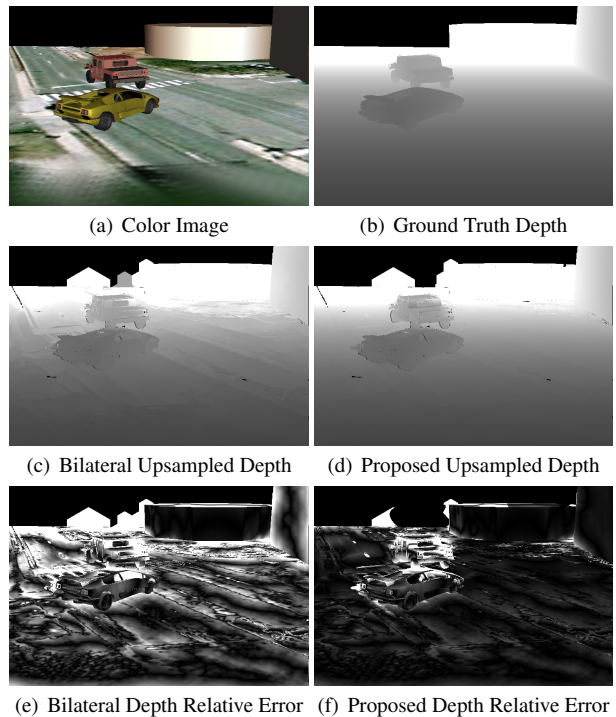 (a) Color Image
(b) Ground Truth Depth
(c) Bilateral Upsampled Depth
(d) Proposed Upsampled Depth
(e) Bilateral Depth Relative Error
(f) Proposed Depth Relative Error